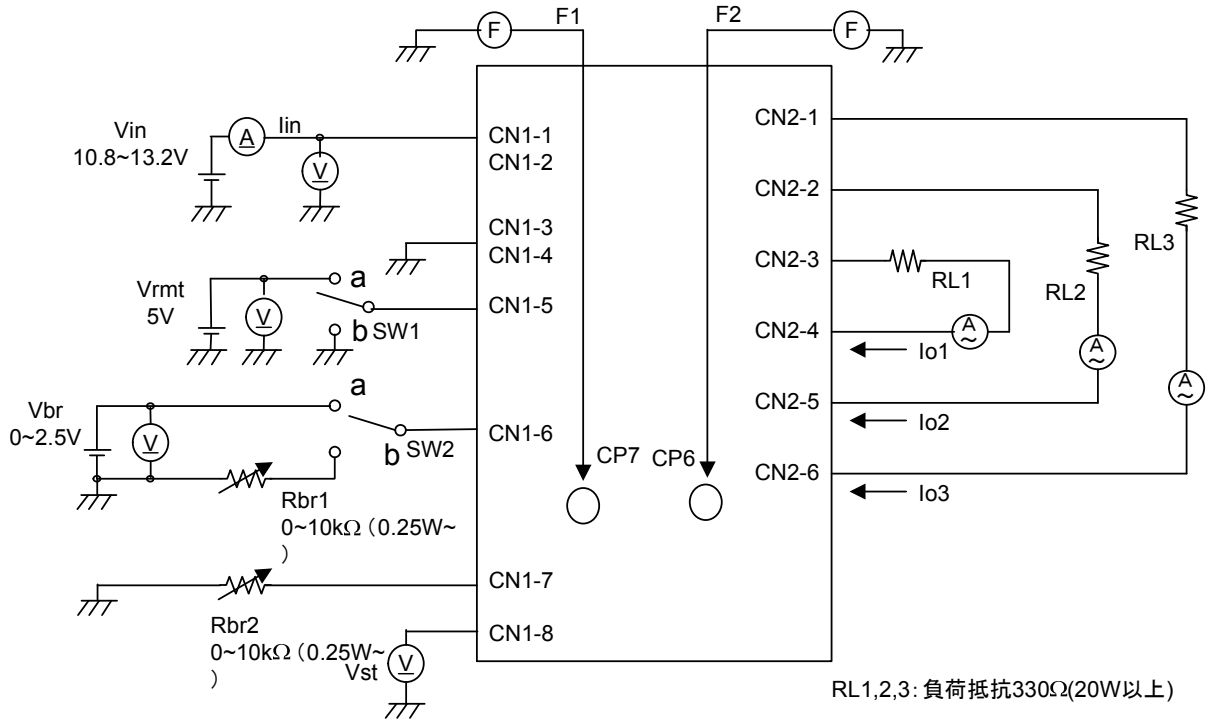 F1
F2
F
F
Vin
10.8~13.2V
A
Iin
V
CN1-1
CN1-2
CN1-3
CN1-4
Vrmt
5V
V
a
b SW1
CN1-5
Vbr
0~2.5V
V
a
b SW2
CN1-6
Rbr1
0~10kΩ（0.25W~
）
CN1-7
Rbr2
0~10kΩ（0.25W~
）
Vst
V
CN1-8
CP7
CP6
CN2-1
CN2-2
CN2-3
CN2-4
CN2-5
CN2-6
RL1
RL2
RL3
A
~
A
~
A
~
Io1
Io2
Io3
RL1,2,3: 負荷抵抗330Ω(20W以上)